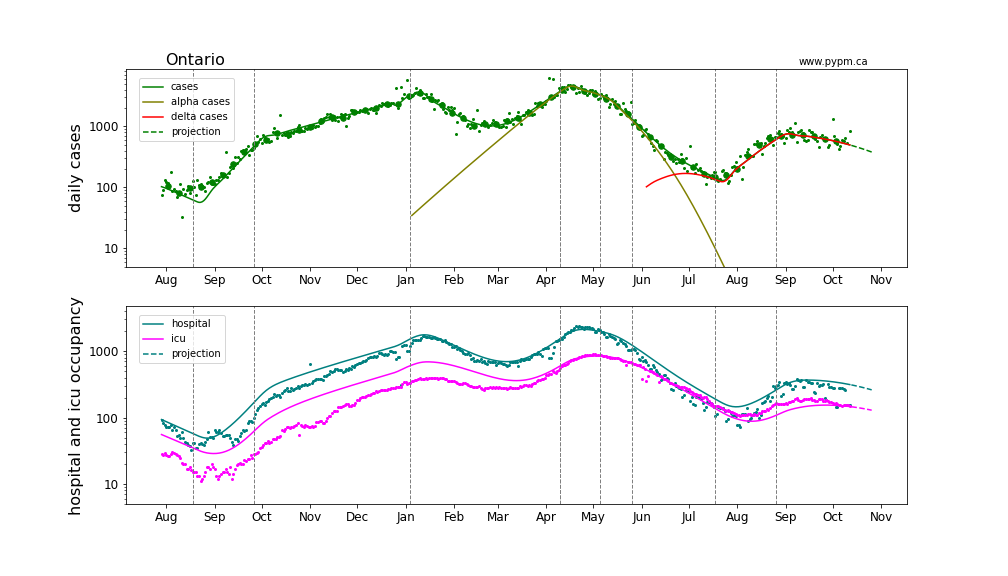 Ontario
www.pypm.ca
cases
alpha cases
delta cases
projection
daily cases
1000
100
10
Aug Sep Oct Nov Dec Jan Feb Mar Apr May Jun Jul Aug Sep Oct Nov
hospital
icu
projection
hospital and icu occupancy
1000
100
10
Aug Sep Oct Nov Dec Jan Feb Mar Apr May Jun Jul Aug Sep Oct Nov